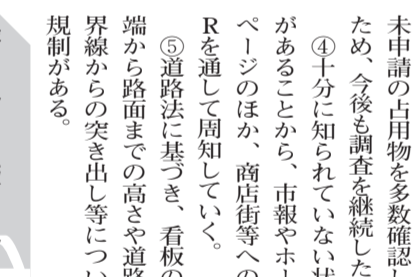 未申請の占用物を多数確認し
ため、今後も調査を継続した
④十分に知られていない状
があることから、市報やホー
ページのほか、商店街等への
Rを通して周知していく。
⑤道路法に基づき、看板の
端から路面までの高さや道路
界線からの突き出し等につい
規制がある。